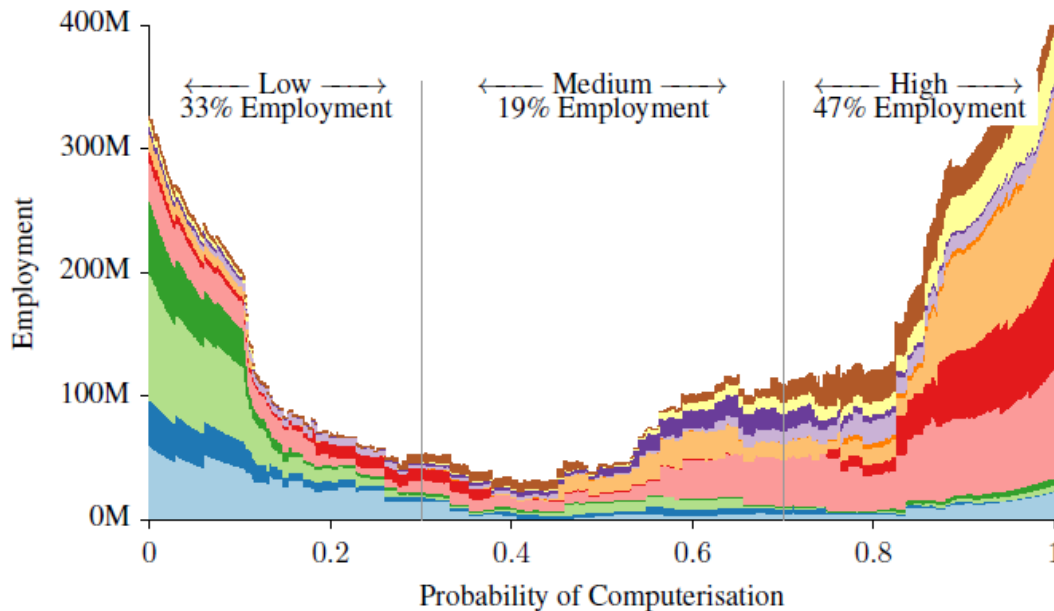 400M
300M
200M
100M
0M
Employment
←—— Low ——→
33% Employment
←—— Medium ——→
19% Employment
←—— High ——→
47% Employment
0 0.2 0.4 0.6 0.8 1
Probability of Computerisation